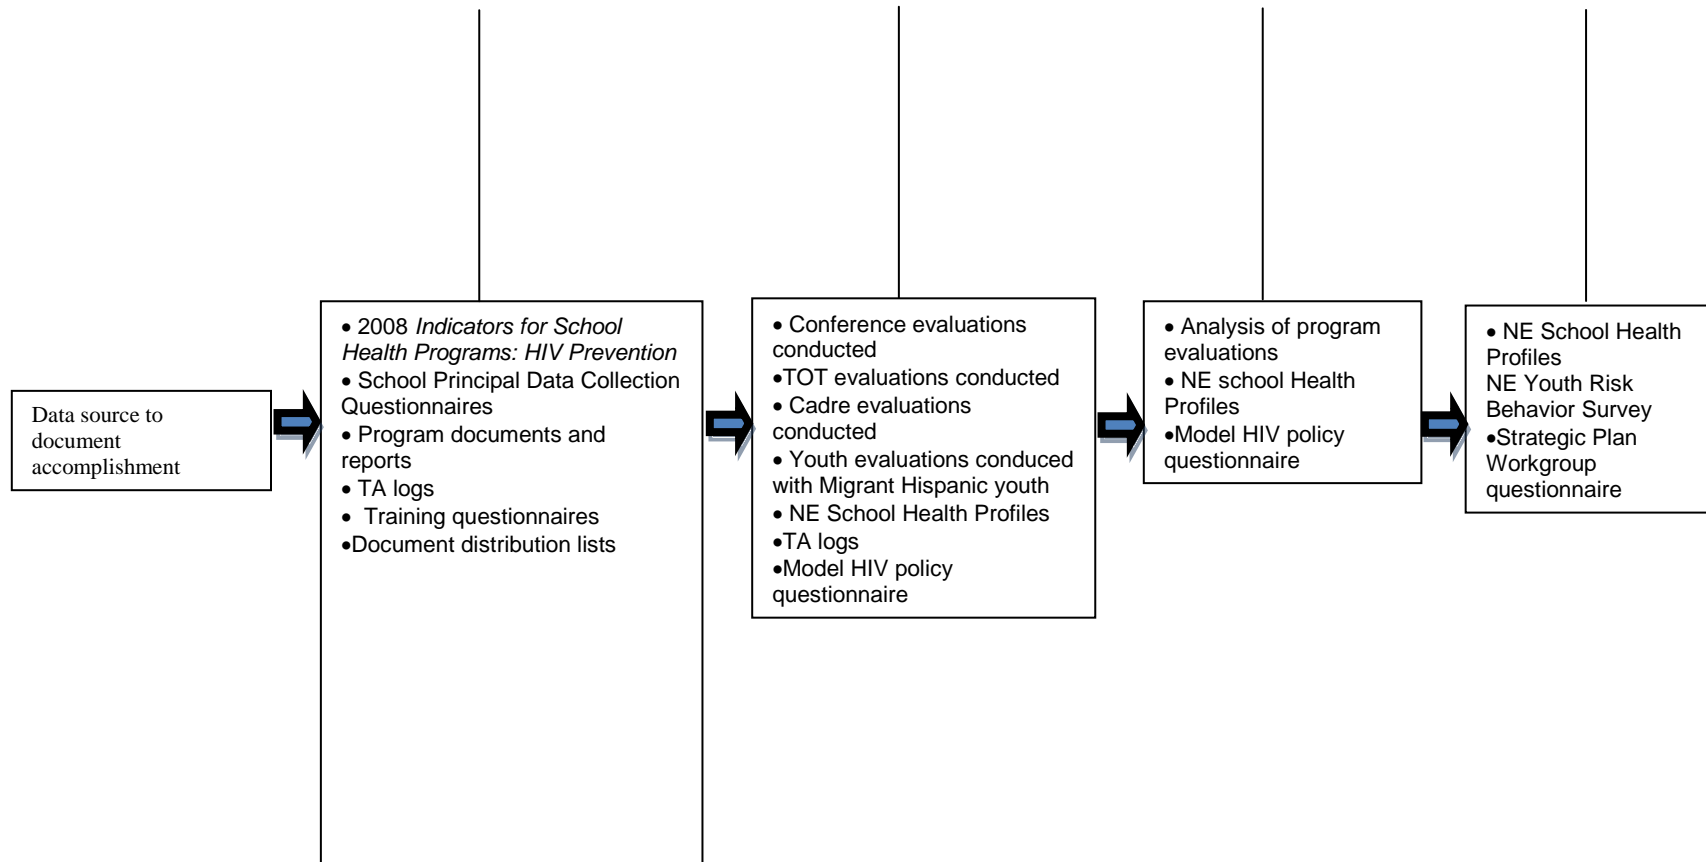 Data source to
document
accomplishment
• 2008 Indicators for School
Health Programs: HIV Prevention
• School Principal Data Collection
Questionnaires
• Program documents and
reports
• TA logs
• Training questionnaires
•Document distribution lists
• Conference evaluations
conducted
•TOT evaluations conducted
• Cadre evaluations
conducted
• Youth evaluations conduced
with Migrant Hispanic youth
• NE School Health Profiles
•TA logs
•Model HIV policy
questionnaire
• Analysis of program
evaluations
• NE school Health
Profiles
•Model HIV policy
questionnaire
• NE School Health
Profiles
NE Youth Risk
Behavior Survey
•Strategic Plan
Workgroup
questionnaire